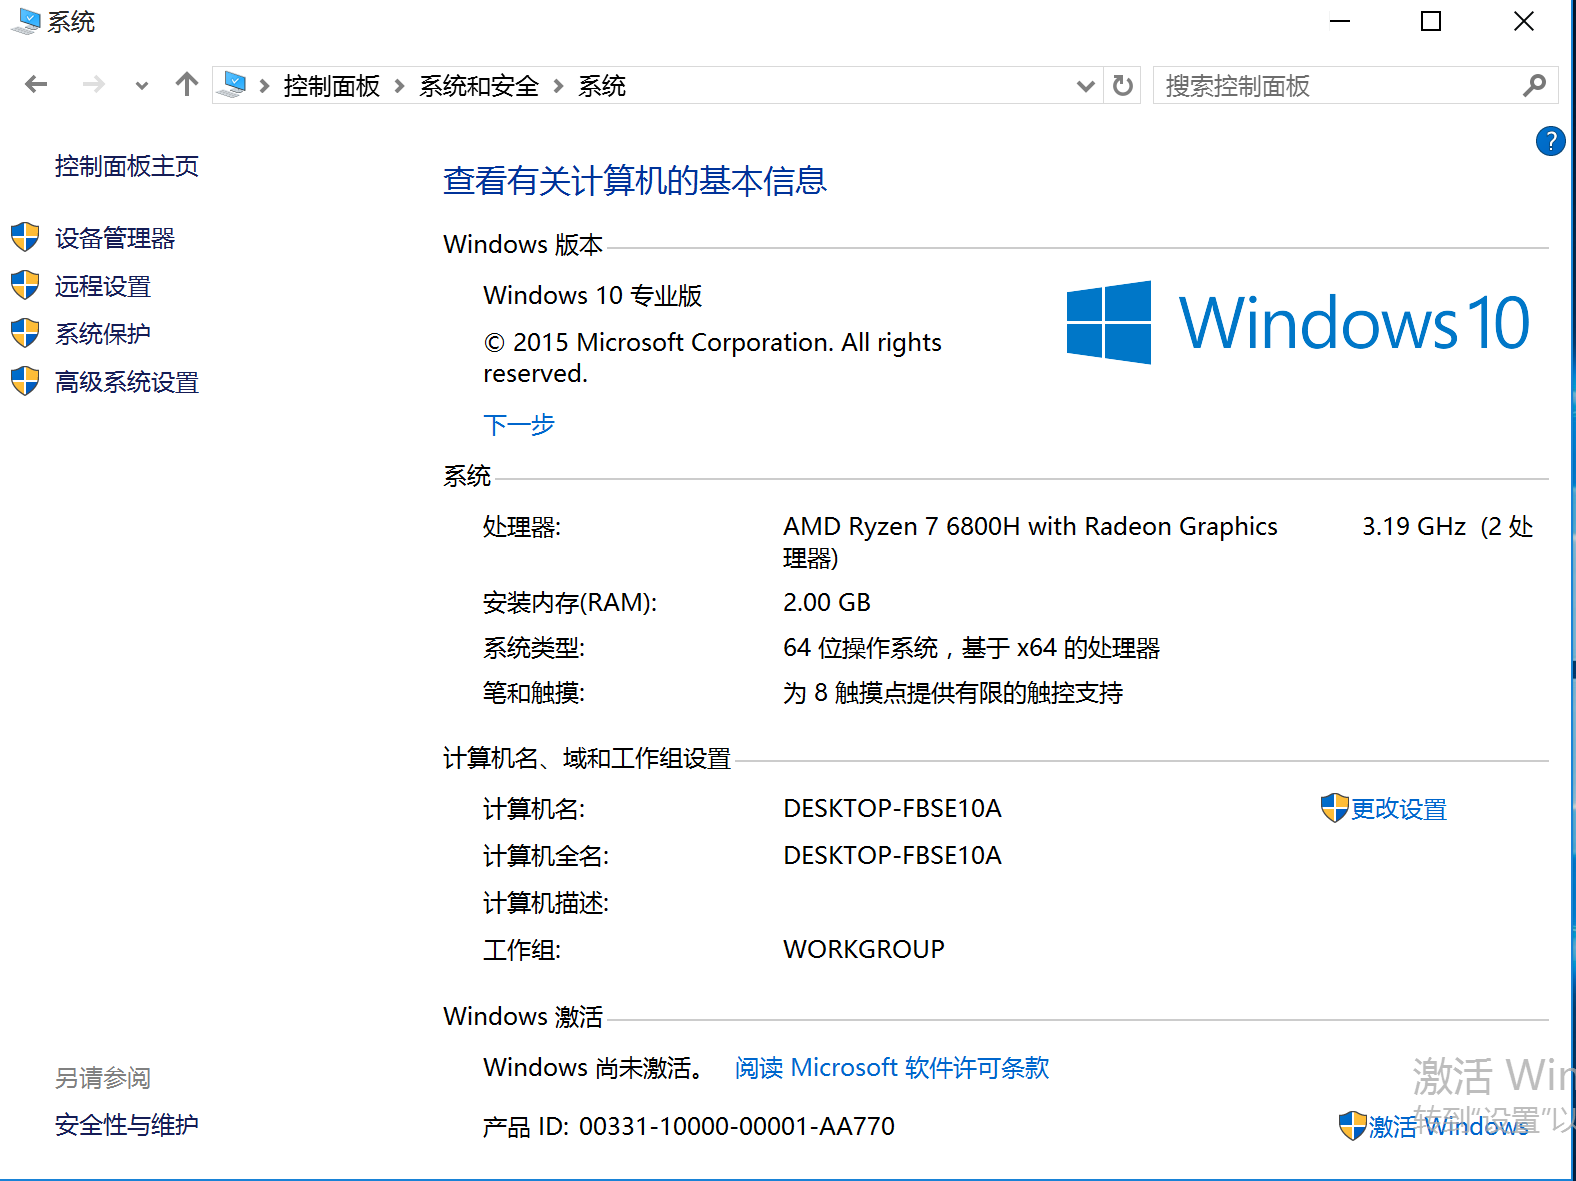 系统
控制面板 系统和安全 系统
搜索控制面板
控制面板主页
设备管理器
远程设置
系统保护
高级系统设置
查看有关计算机的基本信息
Windows 版本
Windows 10 专业版
© 2015 Microsoft Corporation. All rights
reserved.
Windows 10
下一步
系统
处理器: AMD Ryzen 7 6800H with Radeon Graphics 3.19 GHz (2 处
理器)
安装内存(RAM): 2.00 GB
系统类型: 64 位操作系统，基于 x64 的处理器
笔和触摸: 为 8 触摸点提供有限的触控支持
计算机名、域和工作组设置
计算机名: DESKTOP-FBSE10A 更改设置
计算机全名: DESKTOP-FBSE10A
计算机描述:
工作组: WORKGROUP
Windows 激活
Windows 尚未激活。 阅读 Microsoft 软件许可条款
产品 ID: 00331-10000-00001-AA770 激活 Windows
另请参阅
安全性与维护
激活 Win
转到"设置"以